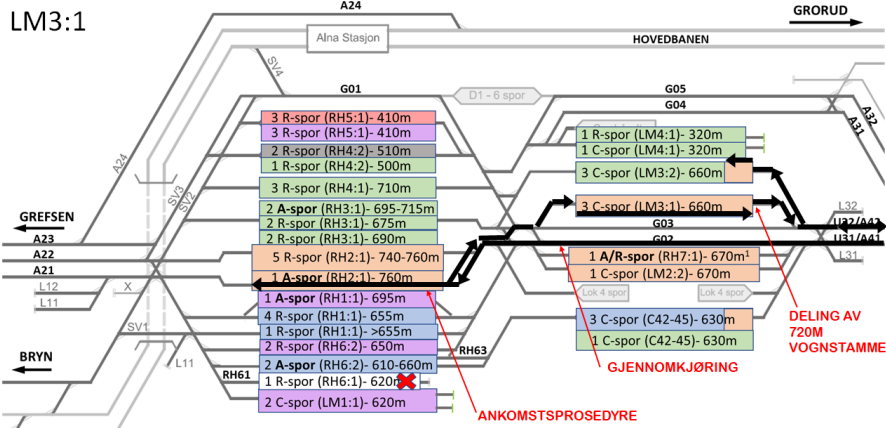 LM3:1
A24
GRORUD
Alna Stasjon
HOVEDBANEN
SV4
G01
D1 - 6 spor
G05
G04
A32
A31
A24
SV3
SV2
3 R-spor (RH5:1)- 410m
3 R-spor (RH5:1)- 410m
2 R-spor (RH4:2)- 510m
1 R-spor (RH4:2)- 500m
3 R-spor (RH4:1)- 710m
2 A-spor (RH3:1)- 695-715m
2 R-spor (RH3:1)- 675m
2 R-spor (RH3:1)- 690m
5 R-spor (RH2:1)- 740-760m
1 A-spor (RH2:1)- 760m
1 A-spor (RH1:1)- 695m
4 R-spor (RH1:1)- 655m
1 R-spor (RH1:1)- >655m
2 R-spor (RH6:2)- 650m
2 A-spor (RH6:2)- 610-660m
1 R-spor (RH6:1)- 620m
2 C-spor (LM1:1)- 620m
1 R-spor (LM4:1)- 320m
1 C-spor (LM4:1)- 320m
3 C-spor (LM3:2)- 660m
3 C-spor (LM3:1)- 660m
G03
G02
1 A/R-spor (RH7:1)- 670m¹
1 C-spor (LM2:2)- 670m
Lok 4 spor
Lok 4 spor
3 C-spor (C42-45)- 630m
1 C-spor (C42-45)- 630m
L32
U32/A42
U31/A41
L31
GREFSEN
A23
A22
A21
L12
L11
X
SV1
BRYN
L11
RH61
RH63
DELING AV
720M
VOGNSTAMME
GJENNOMKJØRING
ANKOMSTSPROSEDYRE